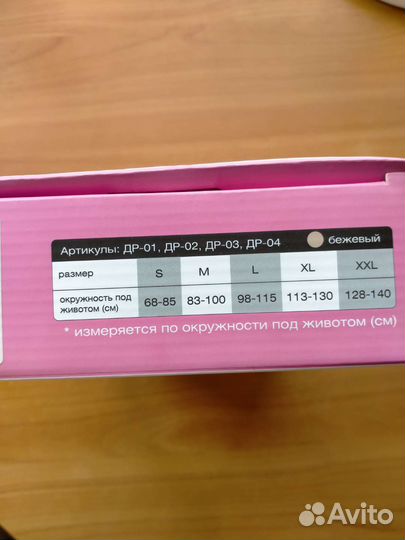 Артикулы: ДР-01, ДР-02, ДР-03, ДР-04 бежевый
размер S M L XL XXL
окружность под
животом (см) 68-85 83-100 98-115 113-130 128-140
* измеряется по окружности под животом (см)
Avito